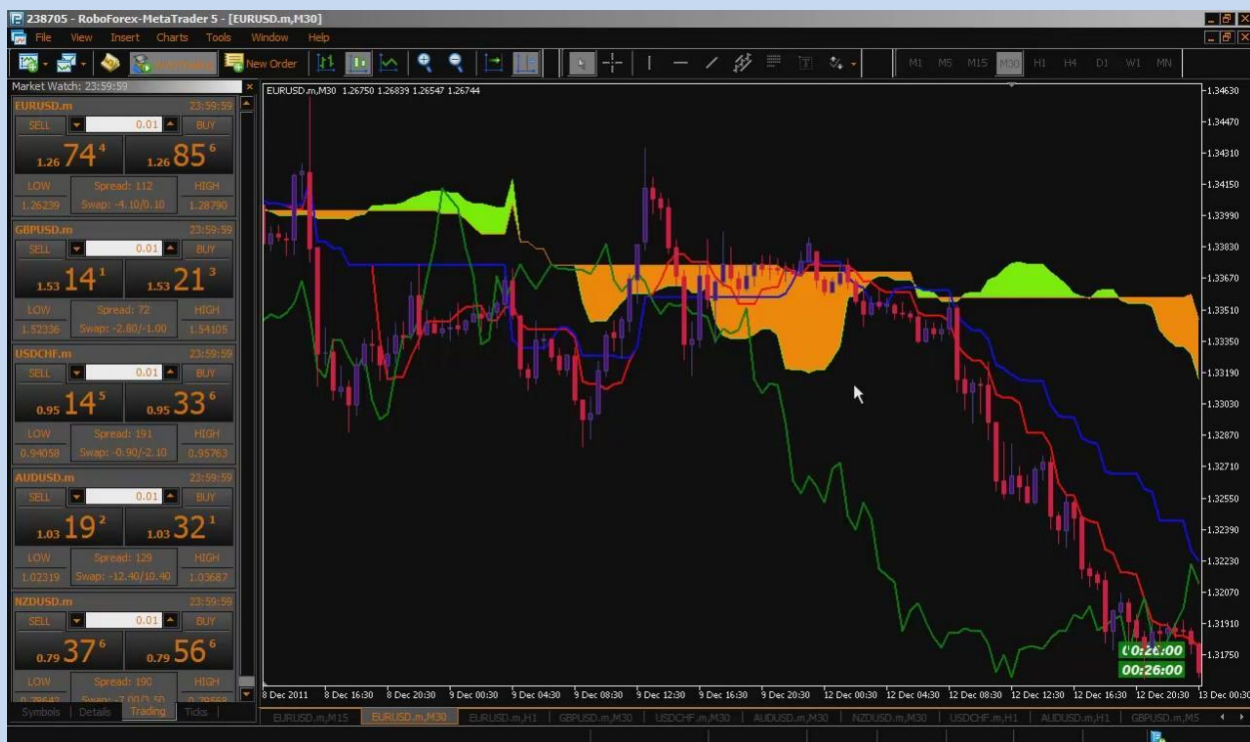 238705 - RoboForex-MetaTrader 5 - [EURUSD.m,M30]
File View Insert Charts Tools Window Help
New Order M1 M5 M15 M30 H1 H4 D1 W1 MN
Market Watch: 23:59:59
EURUSD.m 23:59:59
SELL 0.01 BUY
1.26 74 4 1.26 85 6
LOW Spread: 112 HIGH
1.26239 Swap: -4.10/0.10 1.28790
GBPUSD.m 23:59:59
SELL 0.01 BUY
1.53 14 1 1.53 21 3
LOW Spread: 72 HIGH
1.52336 Swap: -2.80/-1.00 1.54105
USDCHF.m 23:59:59
SELL 0.01 BUY
0.95 14 5 0.95 33 6
LOW Spread: 191 HIGH
0.94058 Swap: -0.90/-2.10 0.95763
AUDUSD.m 23:59:59
SELL 0.01 BUY
1.03 19 2 1.03 32 1
LOW Spread: 129 HIGH
1.02319 Swap: -12.40/10.40 1.03687
NZDUSD.m 23:59:59
SELL 0.01 BUY
0.79 37 6 0.79 56 6
LOW Spread: 190 HIGH
Symbols Details Trading Ticks
EURUSD.m,M30 1.26750 1.26839 1.26547 1.26744
1.34630
1.34470
1.34310
1.34150
1.33990
1.33830
1.33670
1.33510
1.33350
1.33190
1.33030
1.32870
1.32710
1.32550
1.32390
1.32230
1.32070
1.31910
1.31750
00:26:00
00:26:00
8 Dec 2011 8 Dec 16:30 8 Dec 20:30 9 Dec 00:30 9 Dec 04:30 9 Dec 08:30 9 Dec 12:30 9 Dec 16:30 9 Dec 20:30 12 Dec 00:30 12 Dec 04:30 12 Dec 08:30 12 Dec 12:30 12 Dec 16:30 12 Dec 20:30 13 Dec 00:30
EURUSD.m,M15 EURUSD.m,M30 EURUSD.m,H1 GBPUSD.m,M30 USDCHF.m,M30 AUDUSD.m,M30 NZDUSD.m,M30 USDCHF.m,H1 AUDUSD.m,H1 GBPUSD.m,M5